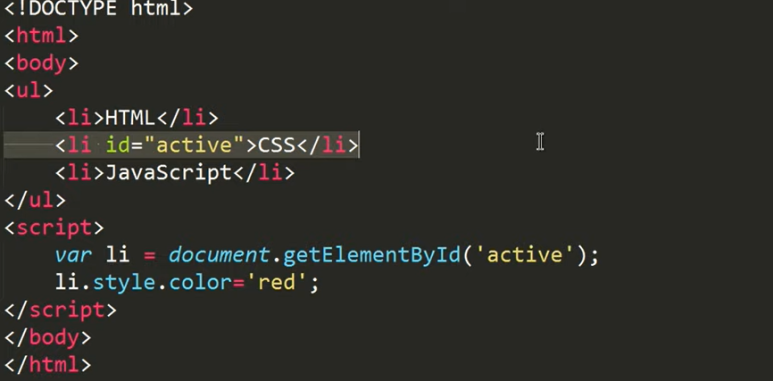 <!DOCTYPE html>
<html>
<body>
<ul>
    <li>HTML</li>
    <li id="active">CSS</li>
    <li>JavaScript</li>
</ul>
<script>
    var li = document.getElementById('active');
    li.style.color='red';
</script>
</body>
</html>